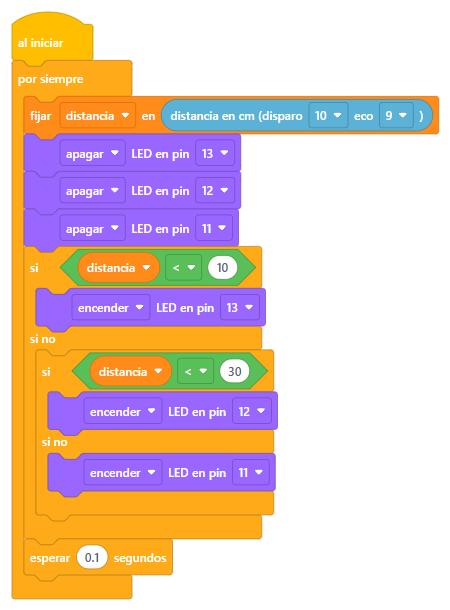 al iniciar
por siempre
fijar distancia en distancia en cm (disparo 10 eco 9 )
apagar LED en pin 13
apagar LED en pin 12
apagar LED en pin 11
si distancia < 10
encender LED en pin 13
si no
si distancia < 30
encender LED en pin 12
si no
encender LED en pin 11
esperar 0.1 segundos